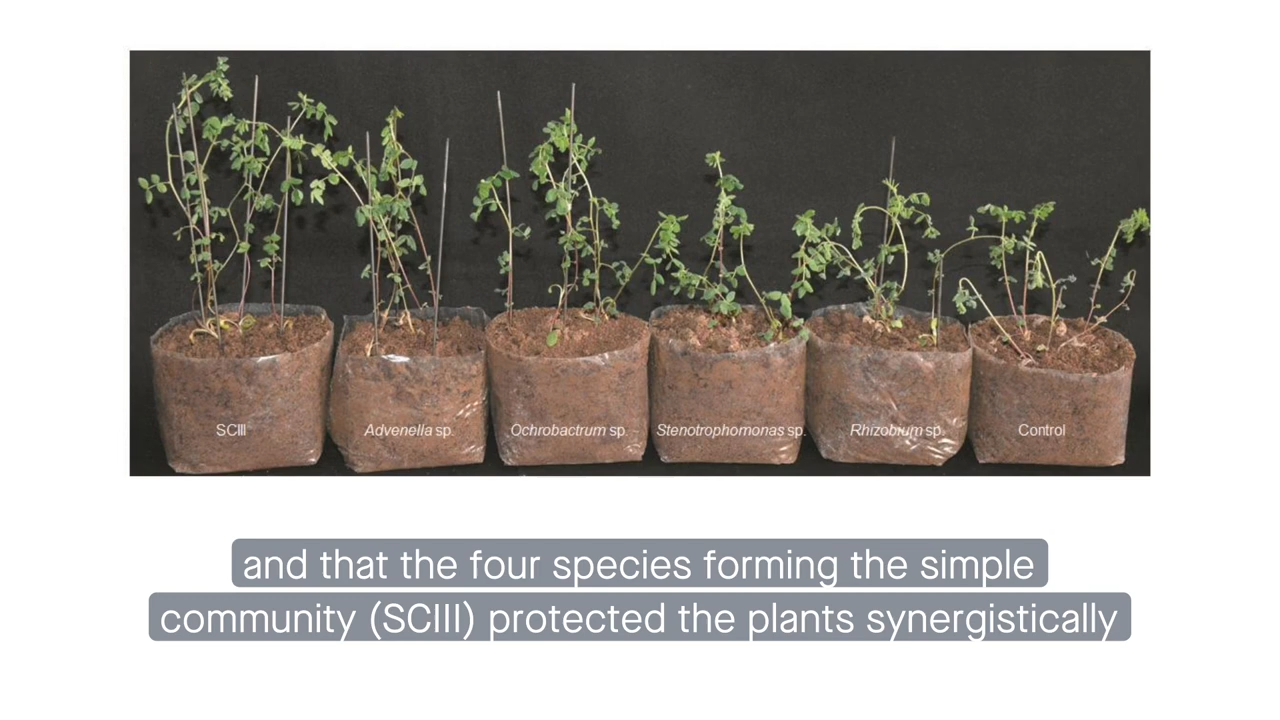 SCIII
Advenella sp.
Ochrobactrum sp.
Stenotrophomonas sp.
Rhizobium sp.
Control
and that the four species forming the simple
community (SCIII) protected the plants synergistically